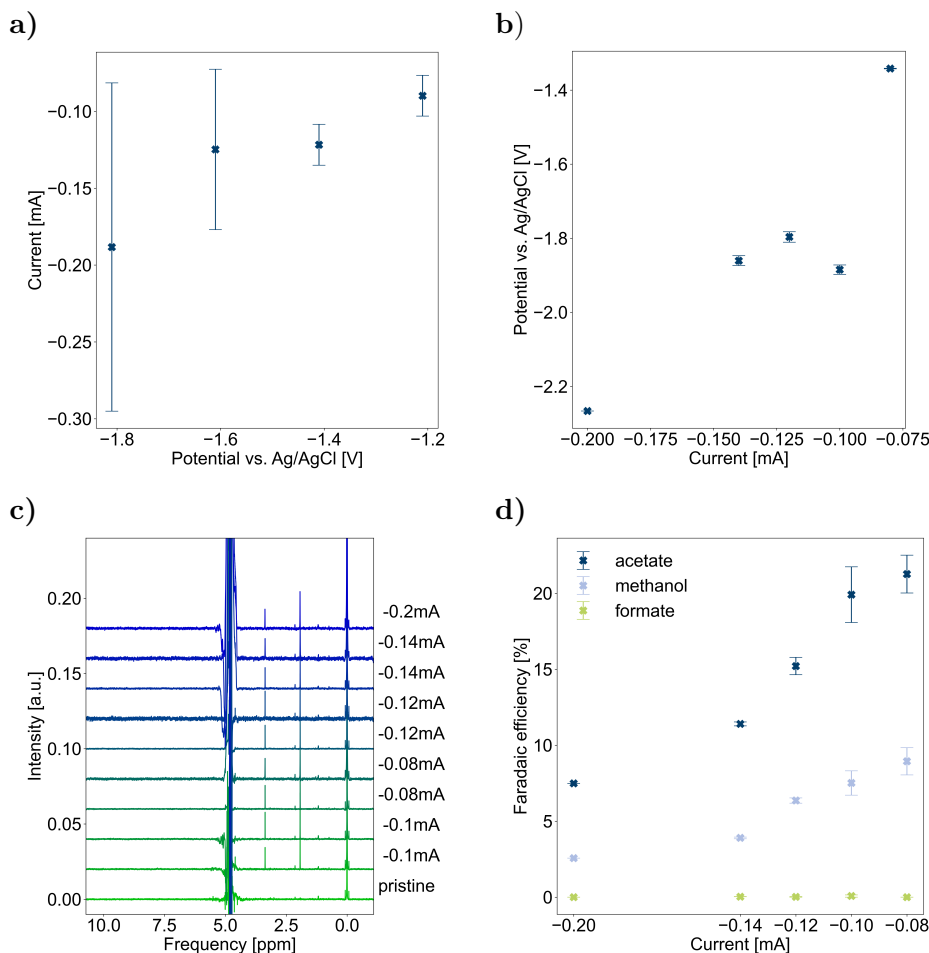 a)
−0.10
−0.15
−0.20
−0.25
−0.30
Current [mA]
−1.8
−1.6
−1.4
−1.2
Potential vs. Ag/AgCl [V]
b)
−1.4
−1.6
−1.8
−2.0
−2.2
Potential vs. Ag/AgCl [V]
−0.200
−0.175
−0.150
−0.125
−0.100
−0.075
Current [mA]
c)
0.20
0.15
0.10
0.05
0.00
Intensity [a.u.]
-0.2mA
-0.14mA
-0.14mA
-0.12mA
-0.12mA
-0.08mA
-0.08mA
-0.1mA
-0.1mA
pristine
10.0
7.5
5.0
2.5
0.0
Frequency [ppm]
d)
acetate
methanol
formate
20
15
10
5
0
Faradaic efficiency [%]
−0.20
−0.14
−0.12
−0.10
−0.08
Current [mA]